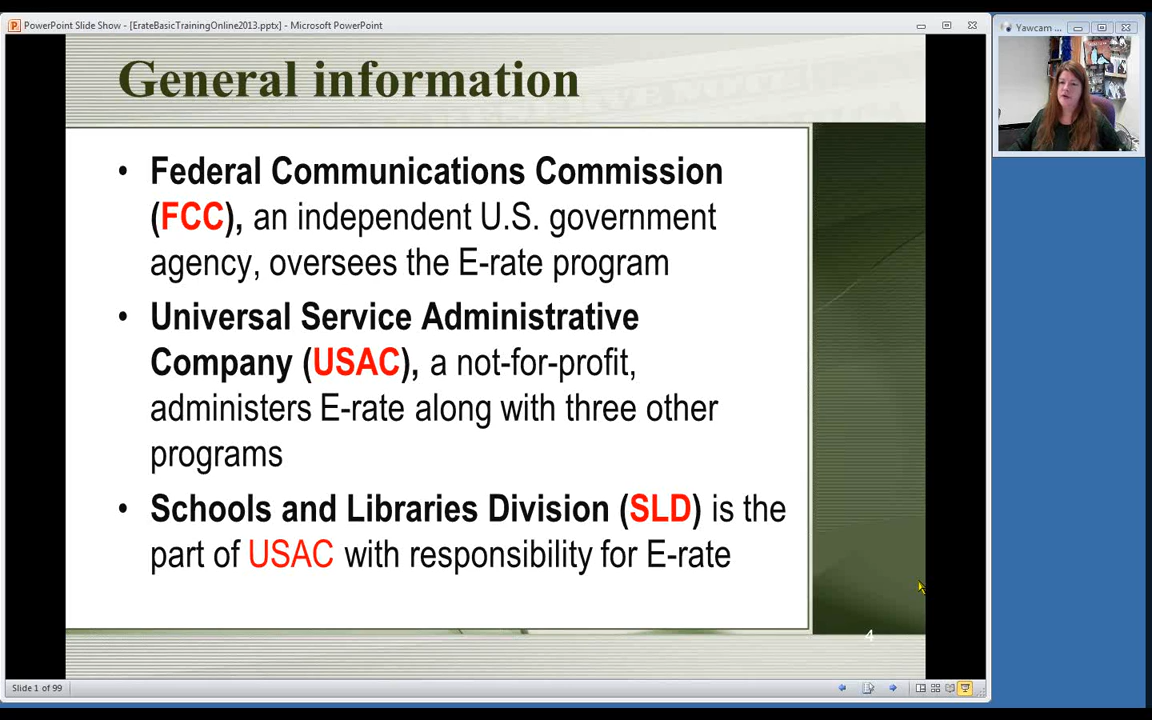 PowerPoint Slide Show - [ErateBasicTrainingOnline2013.pptx] - Microsoft PowerPoint
Yawcam ...
General information
• Federal Communications Commission
(FCC), an independent U.S. government
agency, oversees the E-rate program
• Universal Service Administrative
Company (USAC), a not-for-profit,
administers E-rate along with three other
programs
• Schools and Libraries Division (SLD) is the
part of USAC with responsibility for E-rate
4
Slide 1 of 99